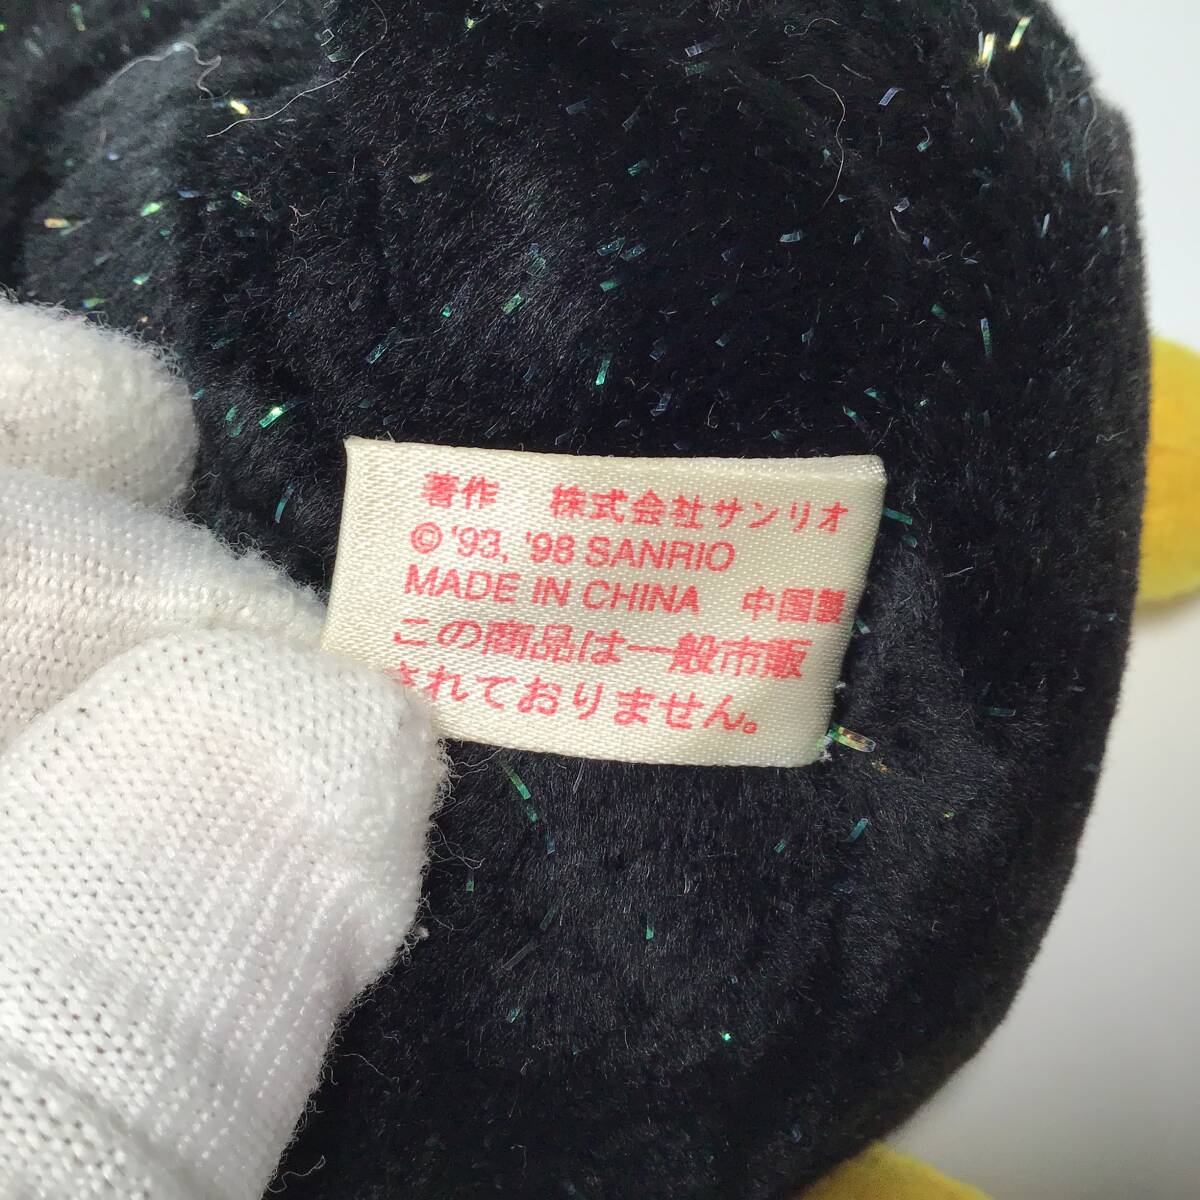 著作 株式会社サンリオ
© '93, '98 SANRIO
MADE IN CHINA 中国製
この商品は一般市販
されておりません。